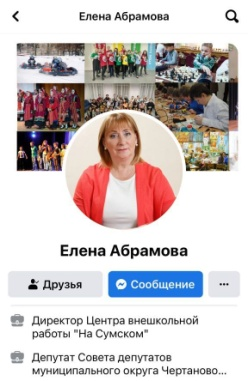 Елена Абрамова
Елена Абрамова
Друзья
Сообщение
Директор Центра внешкольной
работы "На Сумском"
Депутат Совета депутатов
муниципального округа Чертаново...